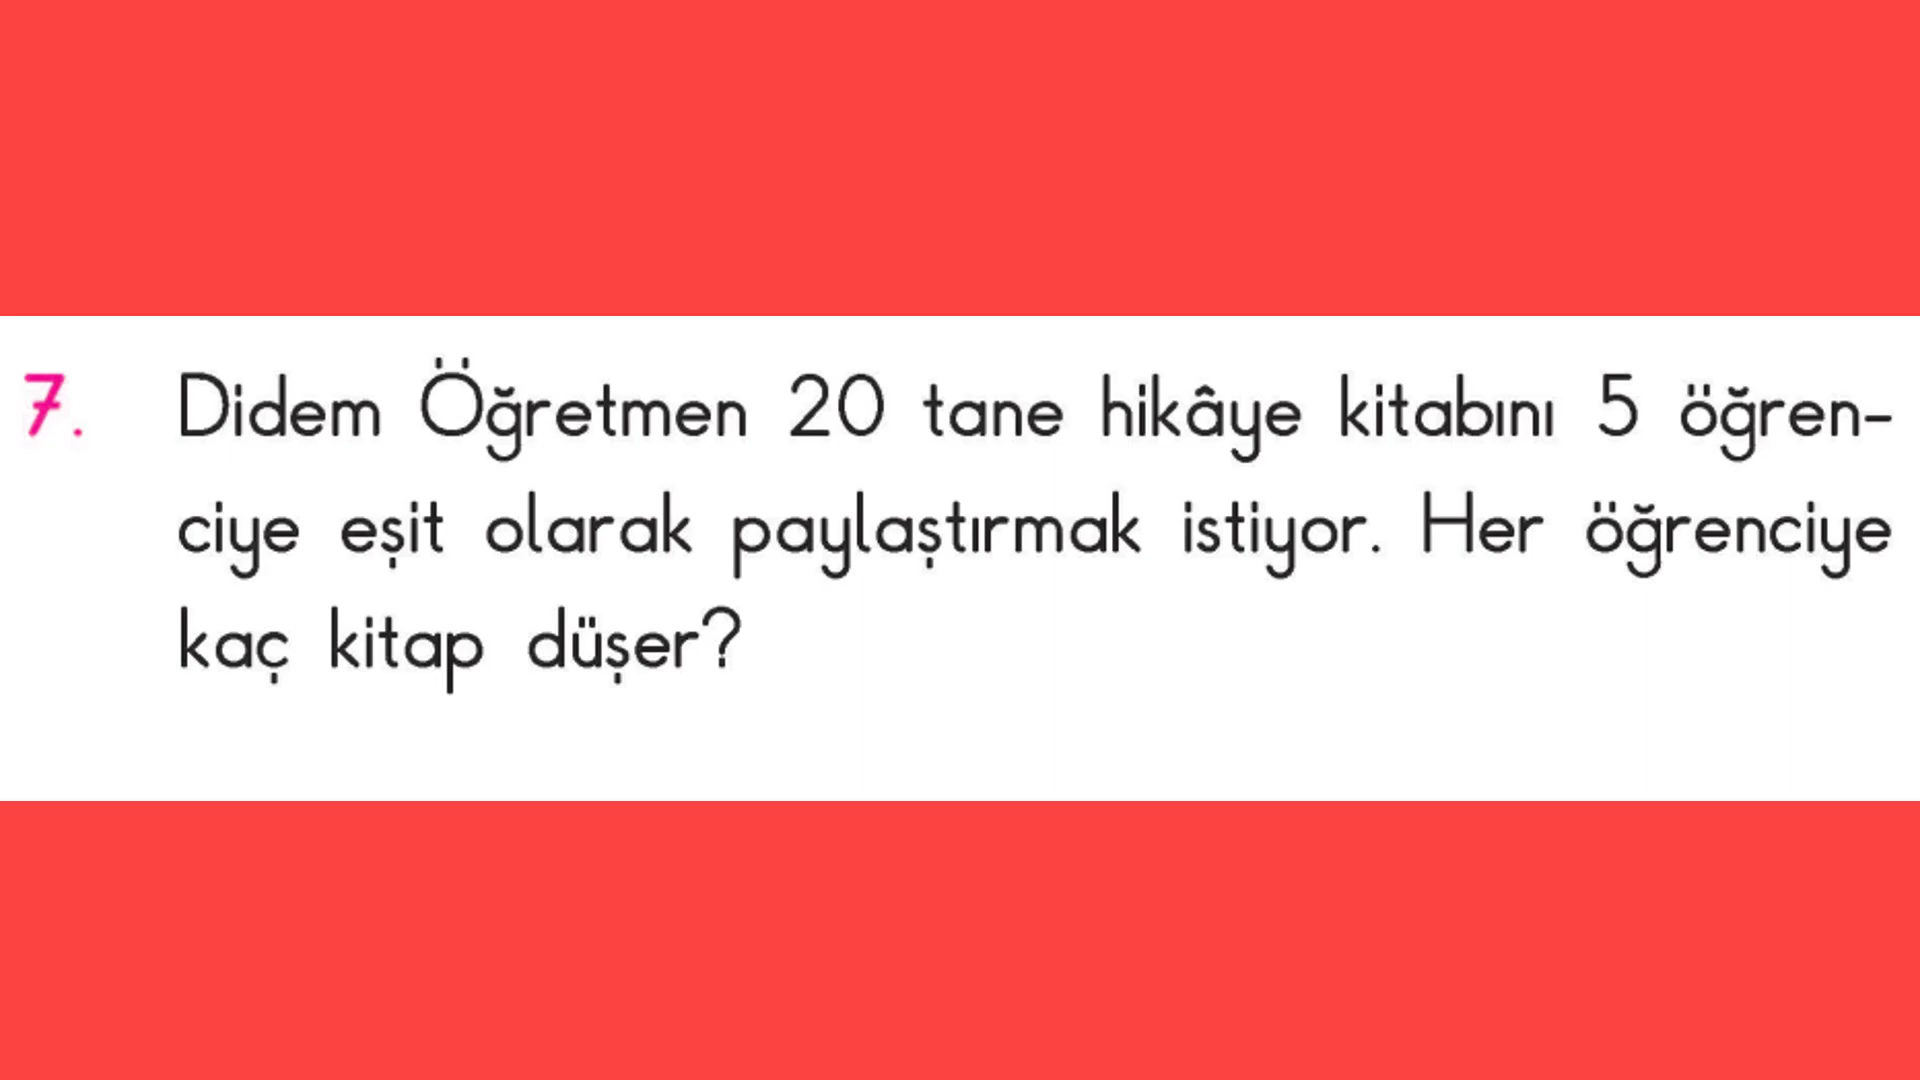 7. Didem Öğretmen 20 tane hikâye kitabını 5 öğren-
ciye eşit olarak paylaştırmak istiyor. Her öğrenciye
kaç kitap düşer?